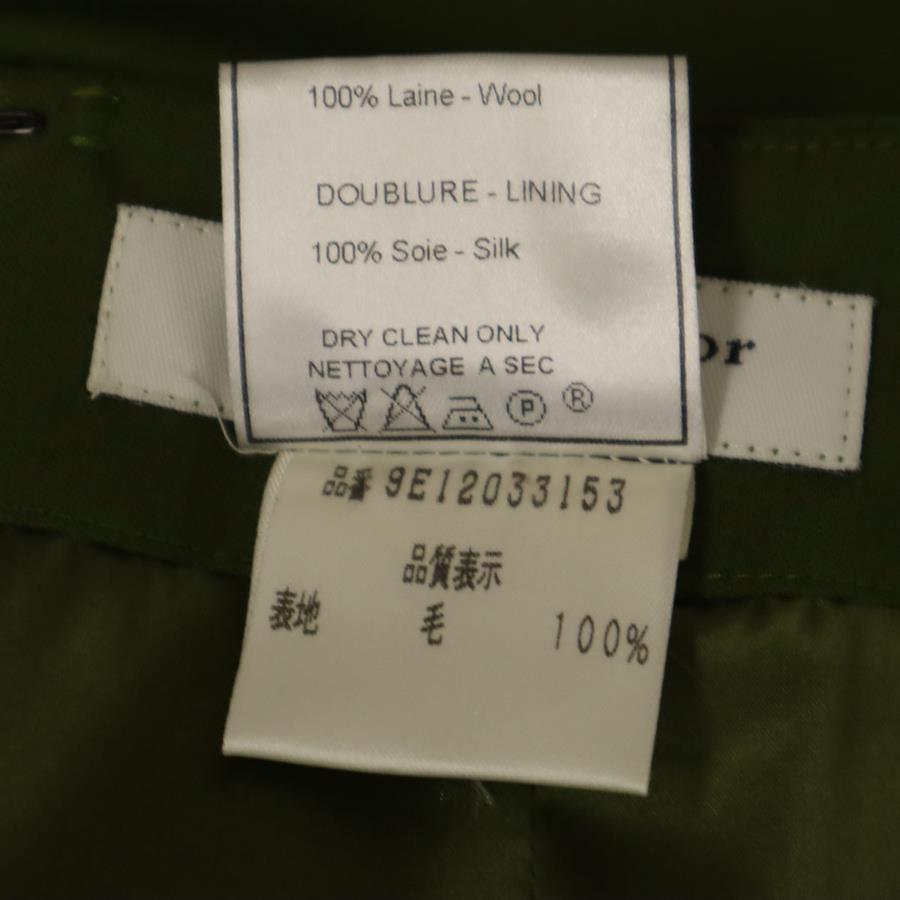 100% Laine - Wool
DOUBLURE - LINING
100% Soie - Silk
DRY CLEAN ONLY
NETTOYAGE A SEC
P ®
品番 9E12033153
品質表示
表地 毛 100%